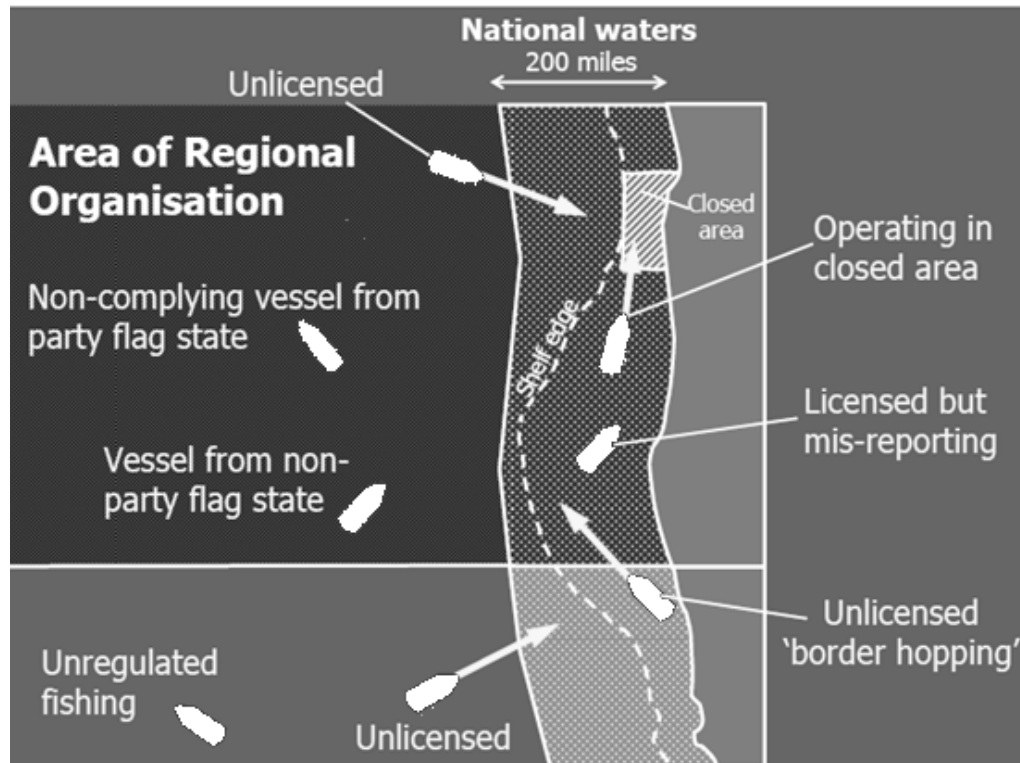 National waters
200 miles
Unlicensed
Area of Regional
Organisation
Closed
area
Operating in
closed area
Non-complying vessel from
party flag state
Shelf edge
Licensed but
mis-reporting
Vessel from non-
party flag state
Unlicensed
‘border hopping’
Unregulated
fishing
Unlicensed